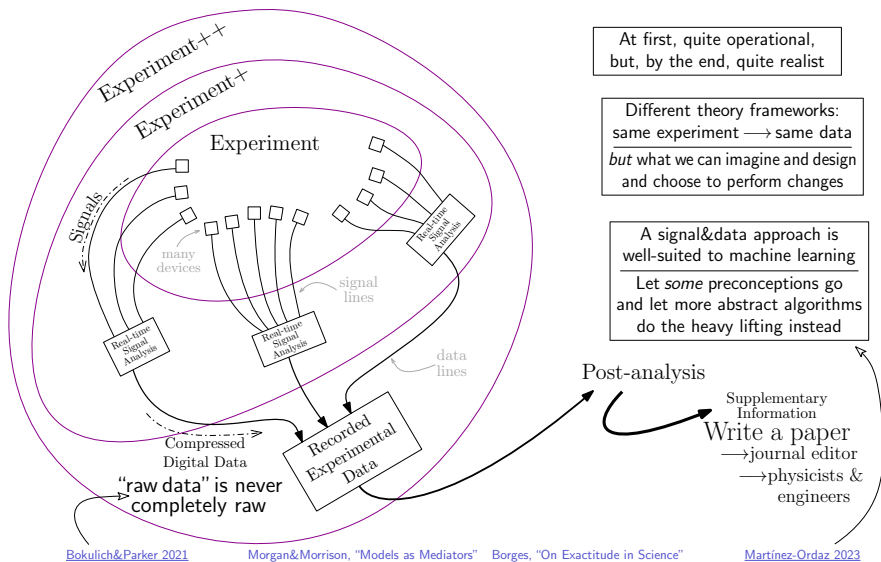 Experiment++
Experiment+
Experiment
Signals
many
devices
signal
lines
data
lines
Real-time
Signal
Analysis
Real-time
Signal
Analysis
Real-time
Signal
Analysis
Compressed
Digital Data
“raw data” is never
completely raw
Recorded
Experimental
Data
At first, quite operational,
but, by the end, quite realist
Different theory frameworks:
same experiment ⟶ same data
but what we can imagine and design
and choose to perform changes
A signal&data approach is
well-suited to machine learning
Let some preconceptions go
and let more abstract algorithms
do the heavy lifting instead
Post-analysis
Supplementary
Information
Write a paper
⟶journal editor
⟶physicists &
engineers
Bokulich&Parker 2021 Morgan&Morrison, “Models as Mediators” Borges, “On Exactitude in Science” Martínez-Ordaz 2023